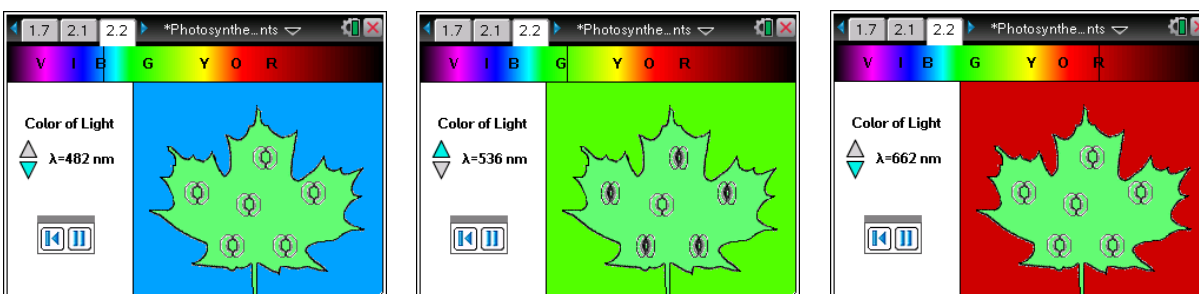 1.7 2.1 2.2 *Photosynthe...nts
V I B G Y O R
Color of Light
λ=482 nm
1.7 2.1 2.2 *Photosynthe...nts
V I B G Y O R
Color of Light
λ=536 nm
1.7 2.1 2.2 *Photosynthe...nts
V I B G Y O R
Color of Light
λ=662 nm